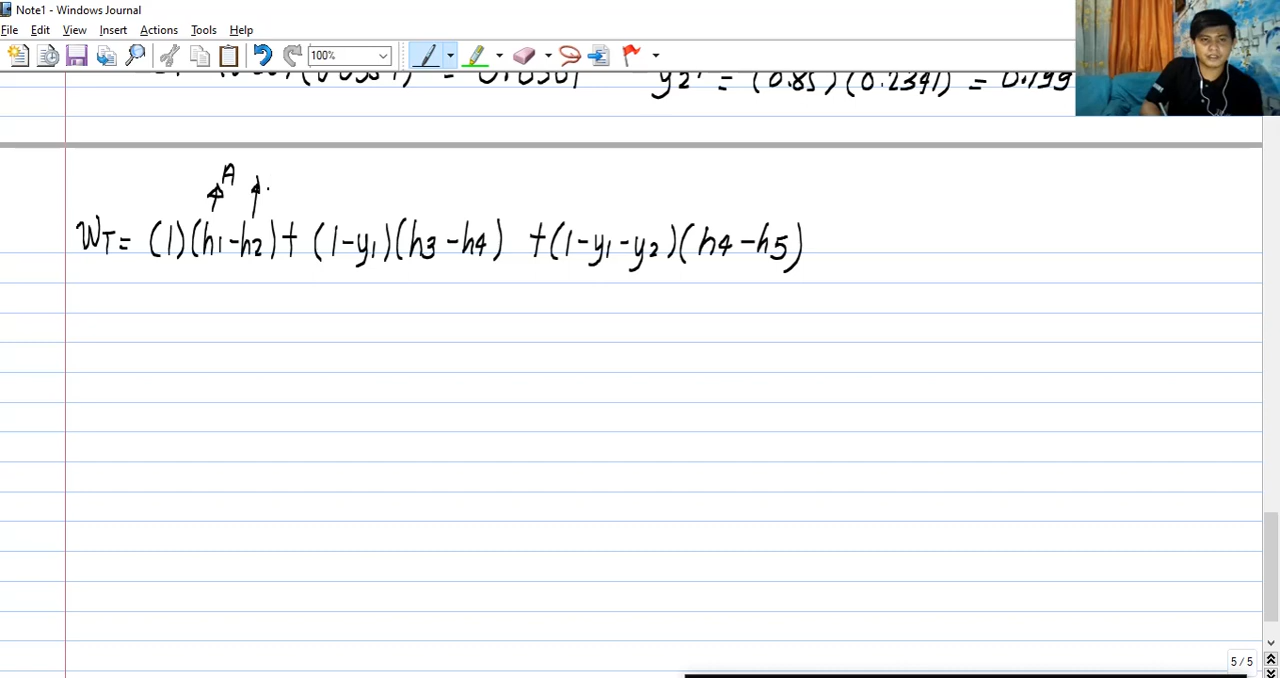 Note1 - Windows Journal
File Edit View Insert Actions Tools Help
100%
y2' = (0.85)(0.2341) = 0.199
A
WT = (1)(h1-h2)+ (1-y1)(h3-h4) +(1-y1-y2)(h4-h5)
5 / 5